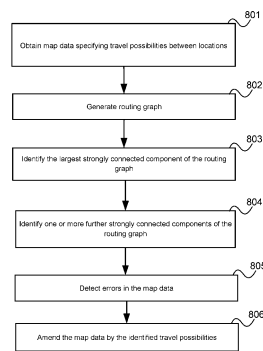 801
Obtain map data specifying travel possibilities between locations
802
Generate routing graph
803
Identify the largest strongly connected component of the routing
graph
804
Identify one or more further strongly connected components of the
routing graph
805
Detect errors in the map data
806
Amend the map data by the identified travel possibilities